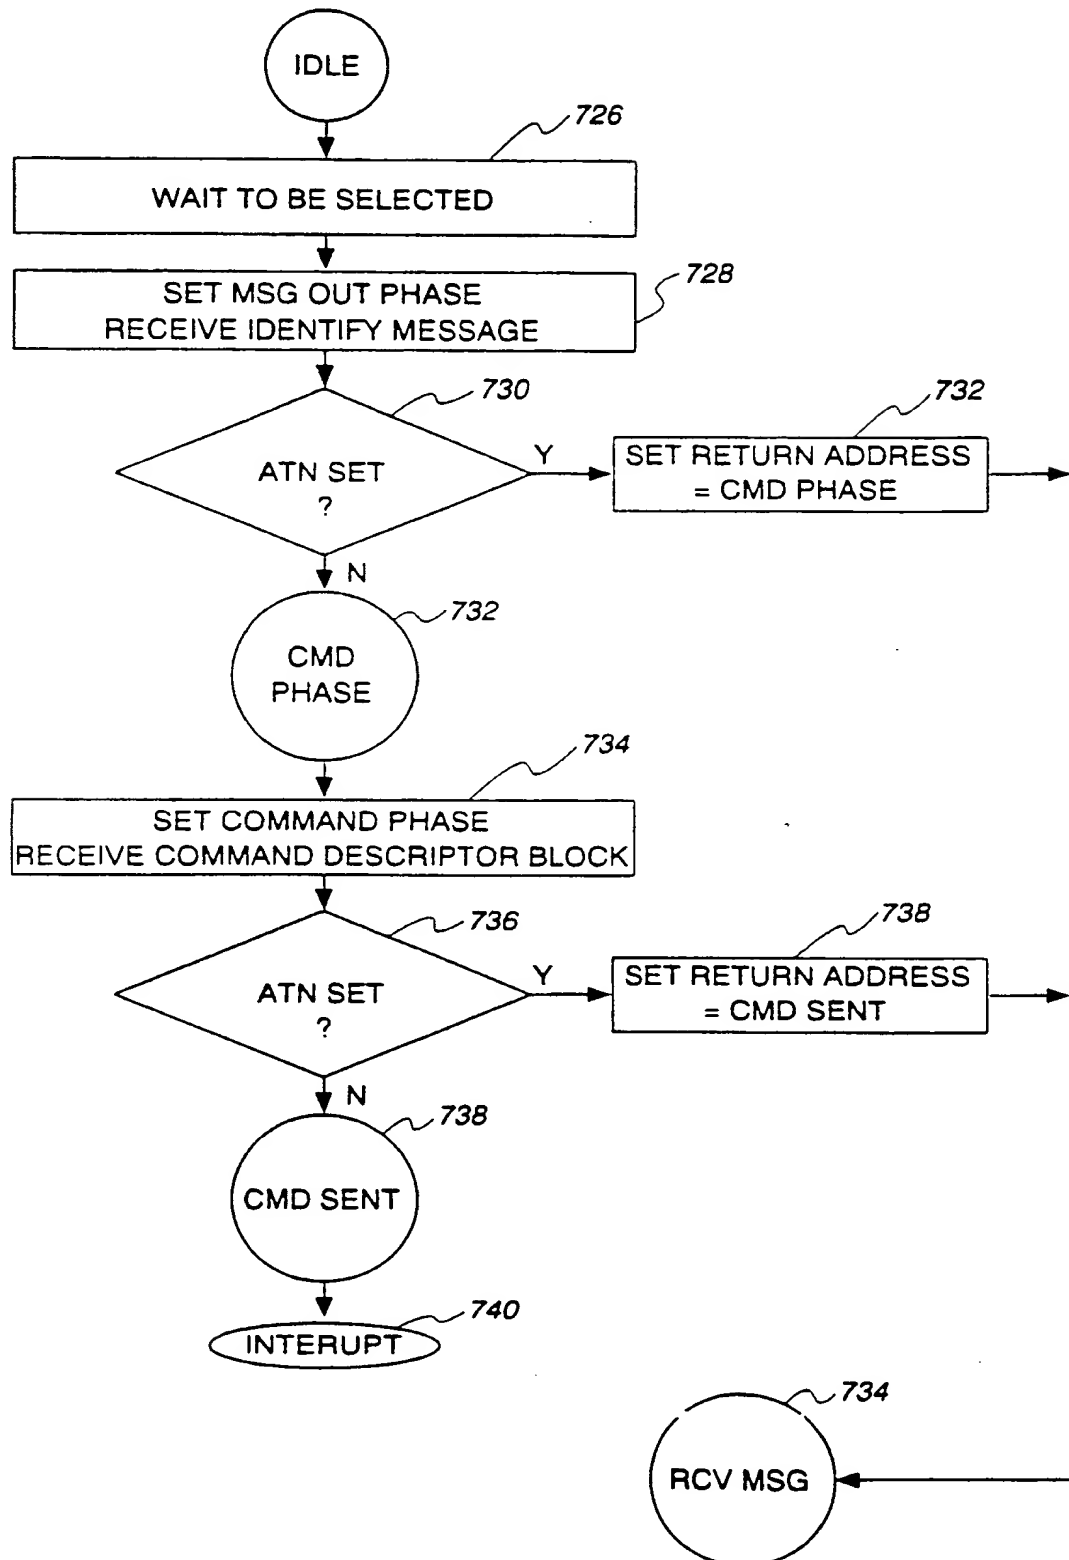 IDLE
726
WAIT TO BE SELECTED
728
SET MSG OUT PHASE
RECEIVE IDENTIFY MESSAGE
730
732
ATN SET
?
Y
SET RETURN ADDRESS
= CMD PHASE
N
732
CMD
PHASE
734
SET COMMAND PHASE
RECEIVE COMMAND DESCRIPTOR BLOCK
736
738
ATN SET
?
Y
SET RETURN ADDRESS
= CMD SENT
N
738
CMD SENT
740
INTERUPT
734
RCV MSG